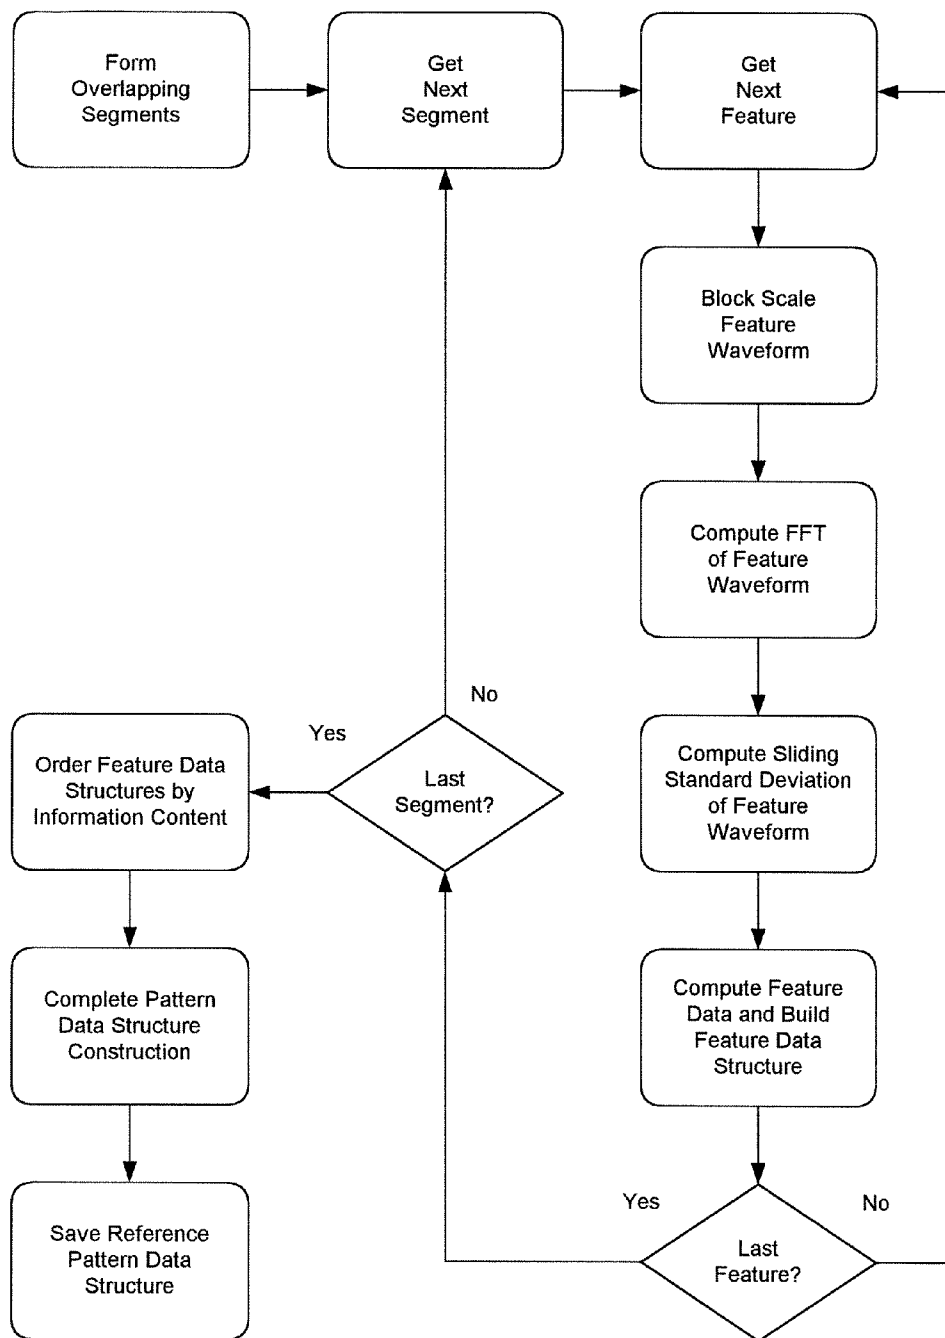 Form
Overlapping
Segments
Get
Next
Segment
Get
Next
Feature
Block Scale
Feature
Waveform
Compute FFT
of Feature
Waveform
Compute Sliding
Standard Deviation
of Feature
Waveform
Compute Feature
Data and Build
Feature Data
Structure
Last
Feature?
Yes
No
Last
Segment?
Yes
No
Order Feature Data
Structures by
Information Content
Complete Pattern
Data Structure
Construction
Save Reference
Pattern Data
Structure